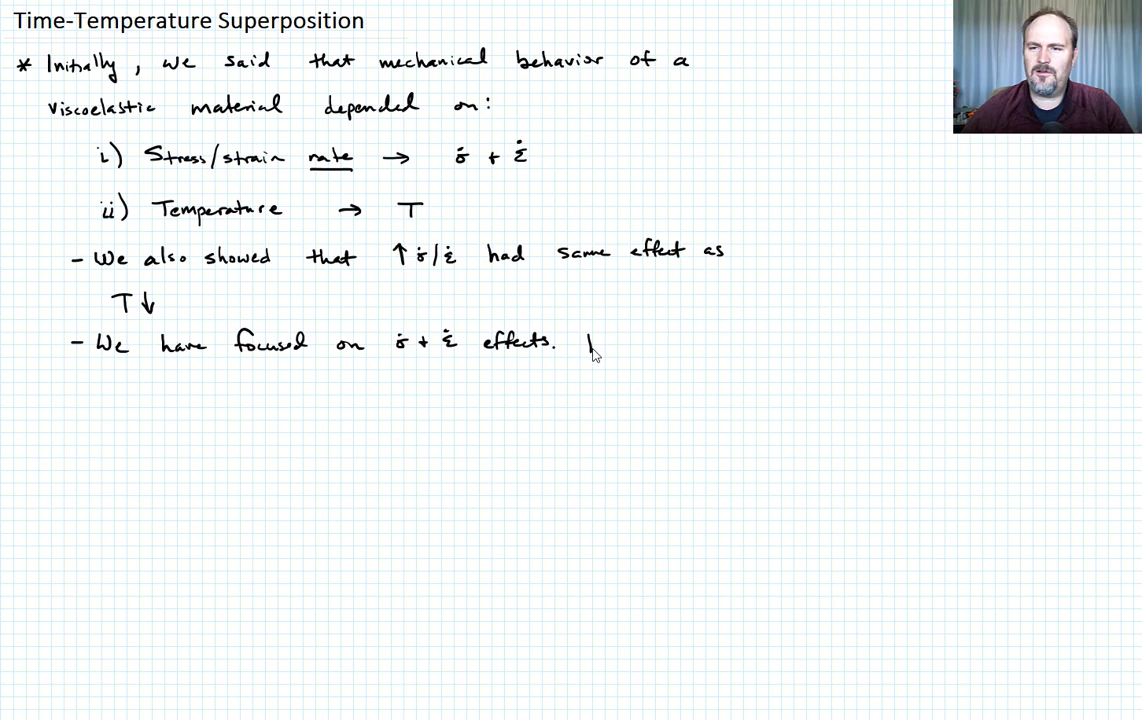 Time-Temperature Superposition
* Initially, we said that mechanical behavior of a
viscoelastic material depended on:
i) Stress/strain rate → σ̇ + ε̇
ii) Temperature → T
- We also showed that ↑ σ̇/ε̇ had same effect as
T↓
- We have focused on σ̇ + ε̇ effects.